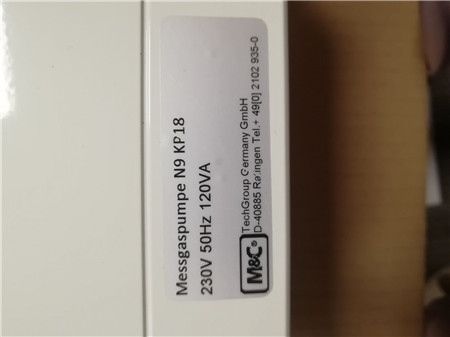 Messgaspumpe N9 KP18
230V 50Hz 120VA
M&C®
TechGroup Germany GmbH
D-40885 Ratingen Tel.+ 49[0] 2102 935-0